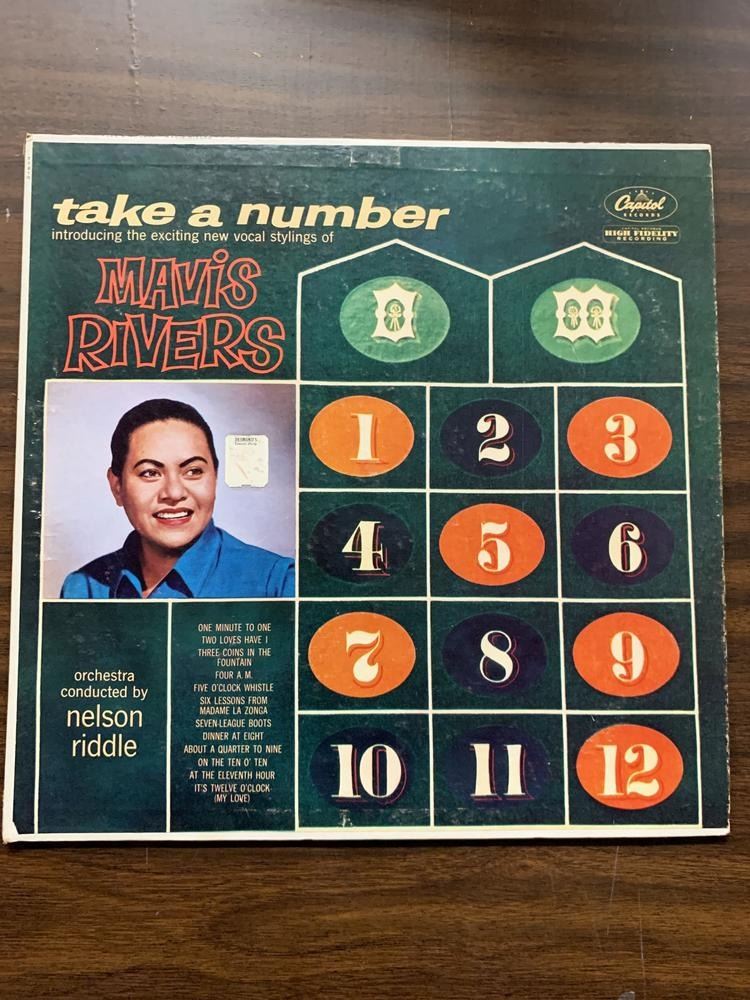 take a number
introducing the exciting new vocal stylings of
MAViS
RiVERS
Capitol
RECORDS
HIGH FIDELITY
RECORDING
0
00
1
2
3
4
5
6
7
8
9
10
11
12
orchestra
conducted by
nelson
riddle
ONE MINUTE TO ONE
TWO LOVES HAVE I
THREE COINS IN THE
FOUNTAIN
FOUR A.M.
FIVE O'CLOCK WHISTLE
SIX LESSONS FROM
MADAME LA ZONGA
SEVEN-LEAGUE BOOTS
DINNER AT EIGHT
ABOUT A QUARTER TO NINE
ON THE TEN O' TEN
AT THE ELEVENTH HOUR
IT'S TWELVE O'CLOCK
(MY LOVE)